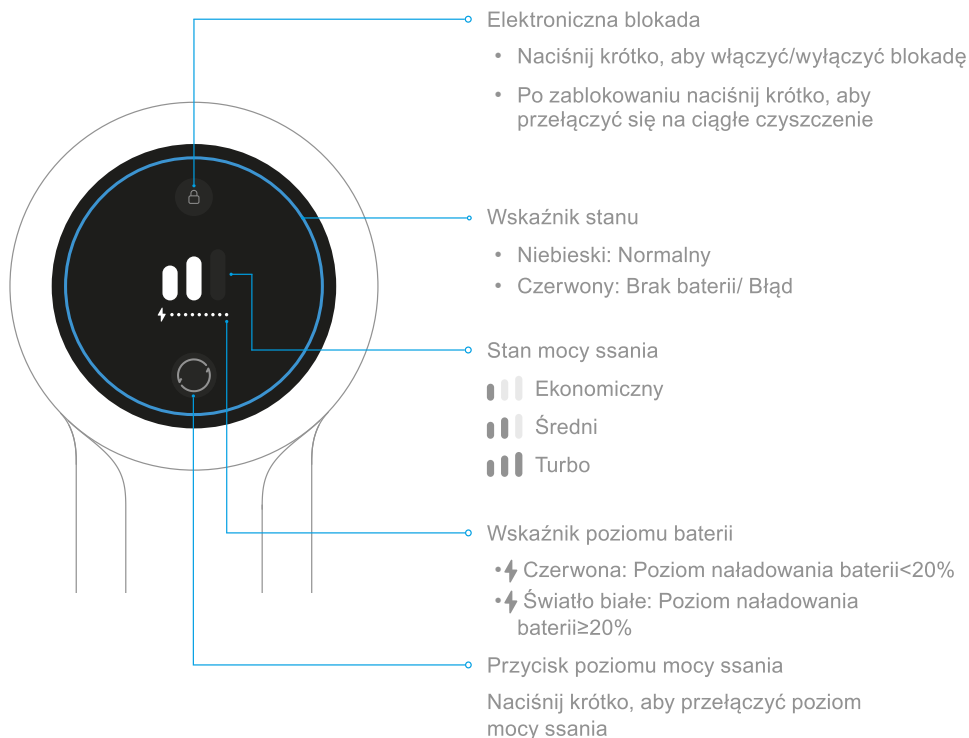 Elektroniczna blokada
• Naciśnij krótko, aby włączyć/wyłączyć blokadę
• Po zablokowaniu naciśnij krótko, aby
przełączyć się na ciągłe czyszczenie
Wskaźnik stanu
• Niebieski: Normalny
• Czerwony: Brak baterii/ Błąd
Stan mocy ssania
Ekonomiczny
Średni
Turbo
Wskaźnik poziomu baterii
• Czerwona: Poziom naładowania baterii<20%
• Światło białe: Poziom naładowania
baterii≥20%
Przycisk poziomu mocy ssania
Naciśnij krótko, aby przełączyć poziom
mocy ssania